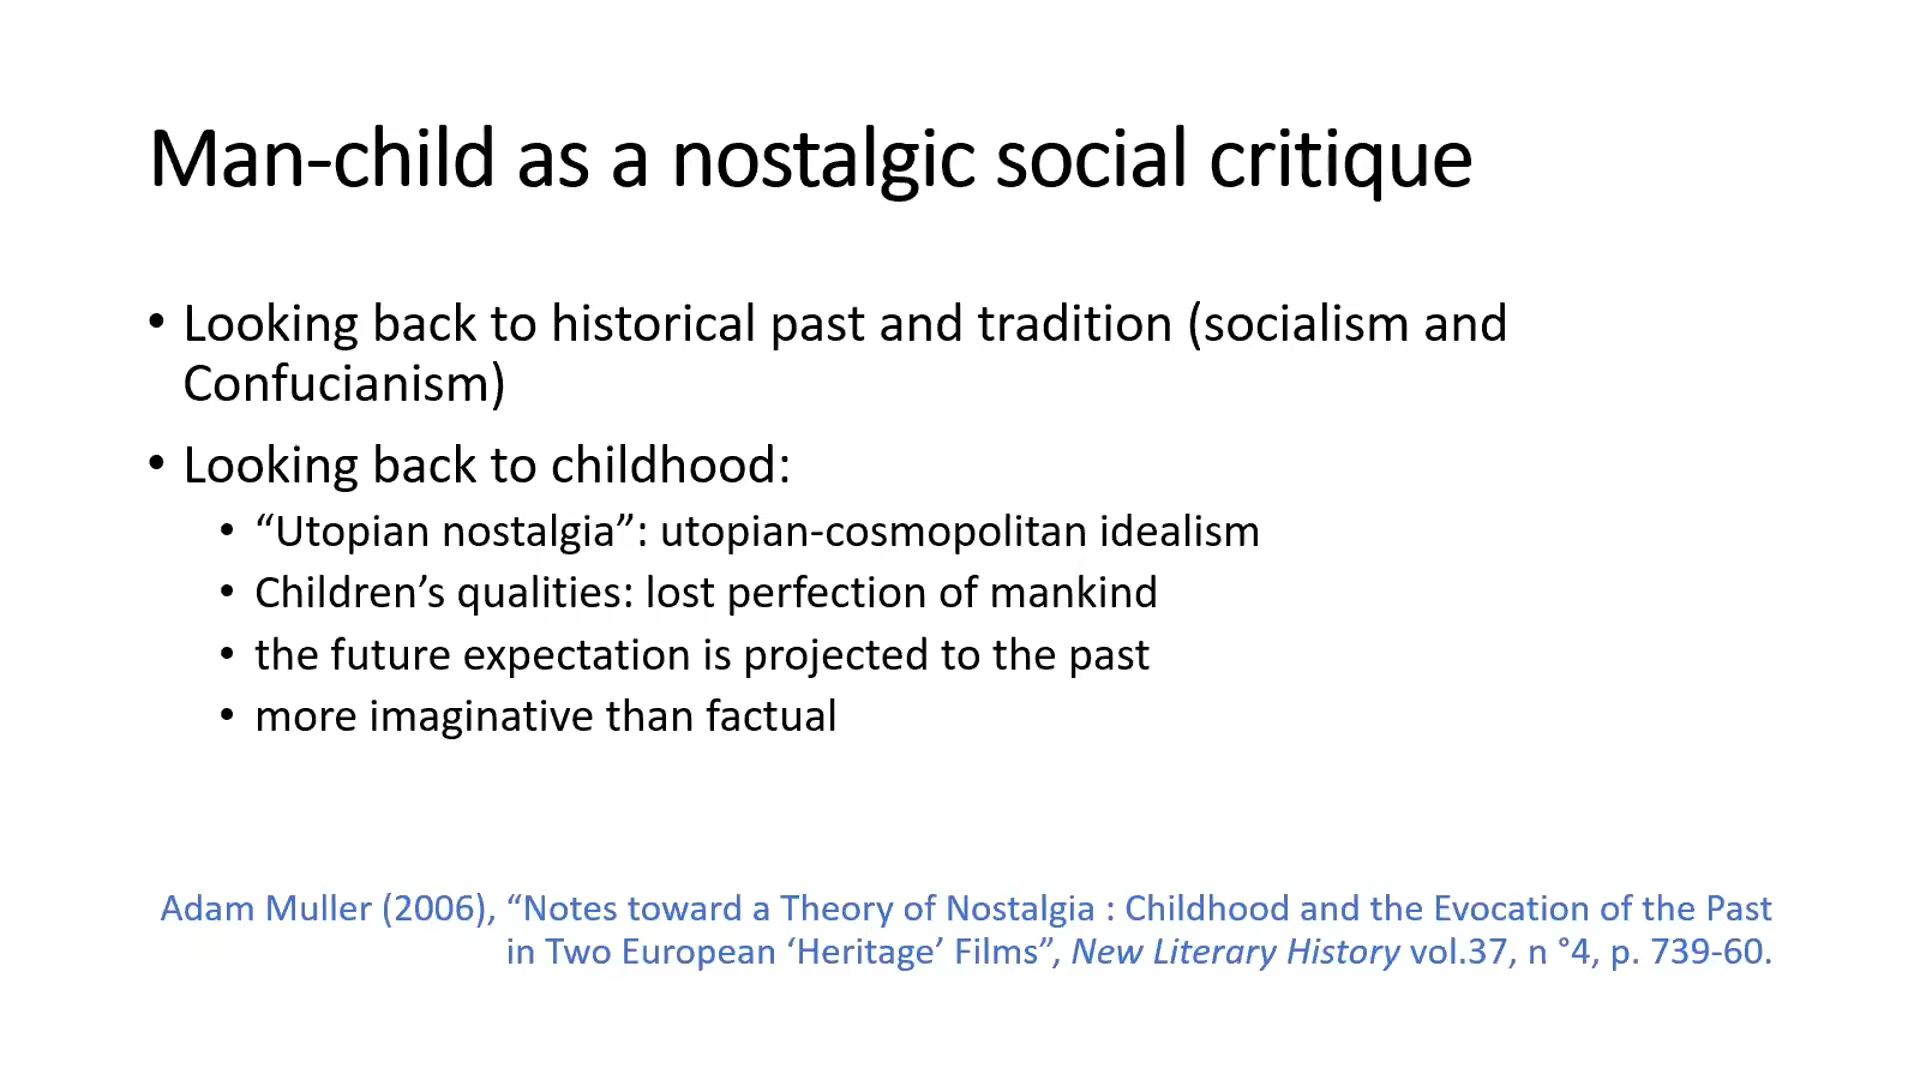 Man-child as a nostalgic social critique
• Looking back to historical past and tradition (socialism and
Confucianism)
• Looking back to childhood:
• “Utopian nostalgia”: utopian-cosmopolitan idealism
• Children’s qualities: lost perfection of mankind
• the future expectation is projected to the past
• more imaginative than factual
Adam Muller (2006), “Notes toward a Theory of Nostalgia : Childhood and the Evocation of the Past
in Two European ‘Heritage’ Films”, New Literary History vol.37, n °4, p. 739-60.